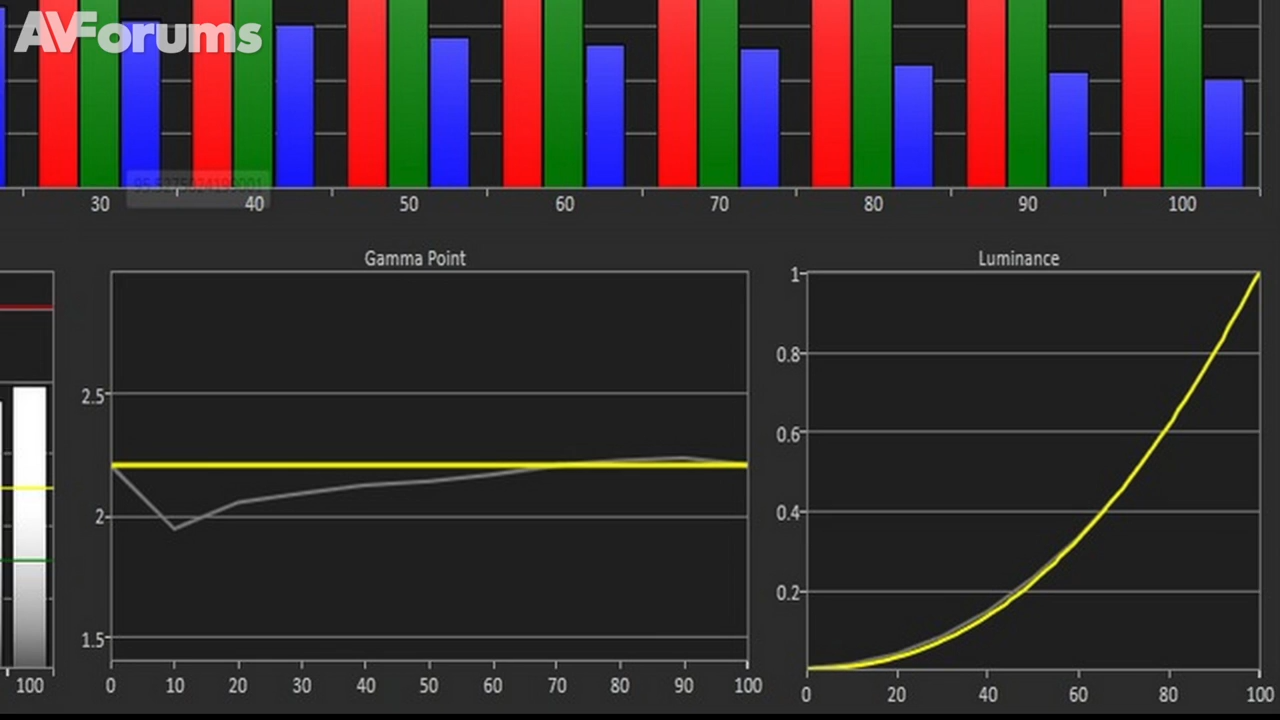 AVForums
30 40 50 60 70 80 90 100
Gamma Point
Luminance
2.5
2
1.5
100
0 10 20 30 40 50 60 70 80 90 100
1
0.8
0.6
0.4
0.2
0 20 40 60 80 100